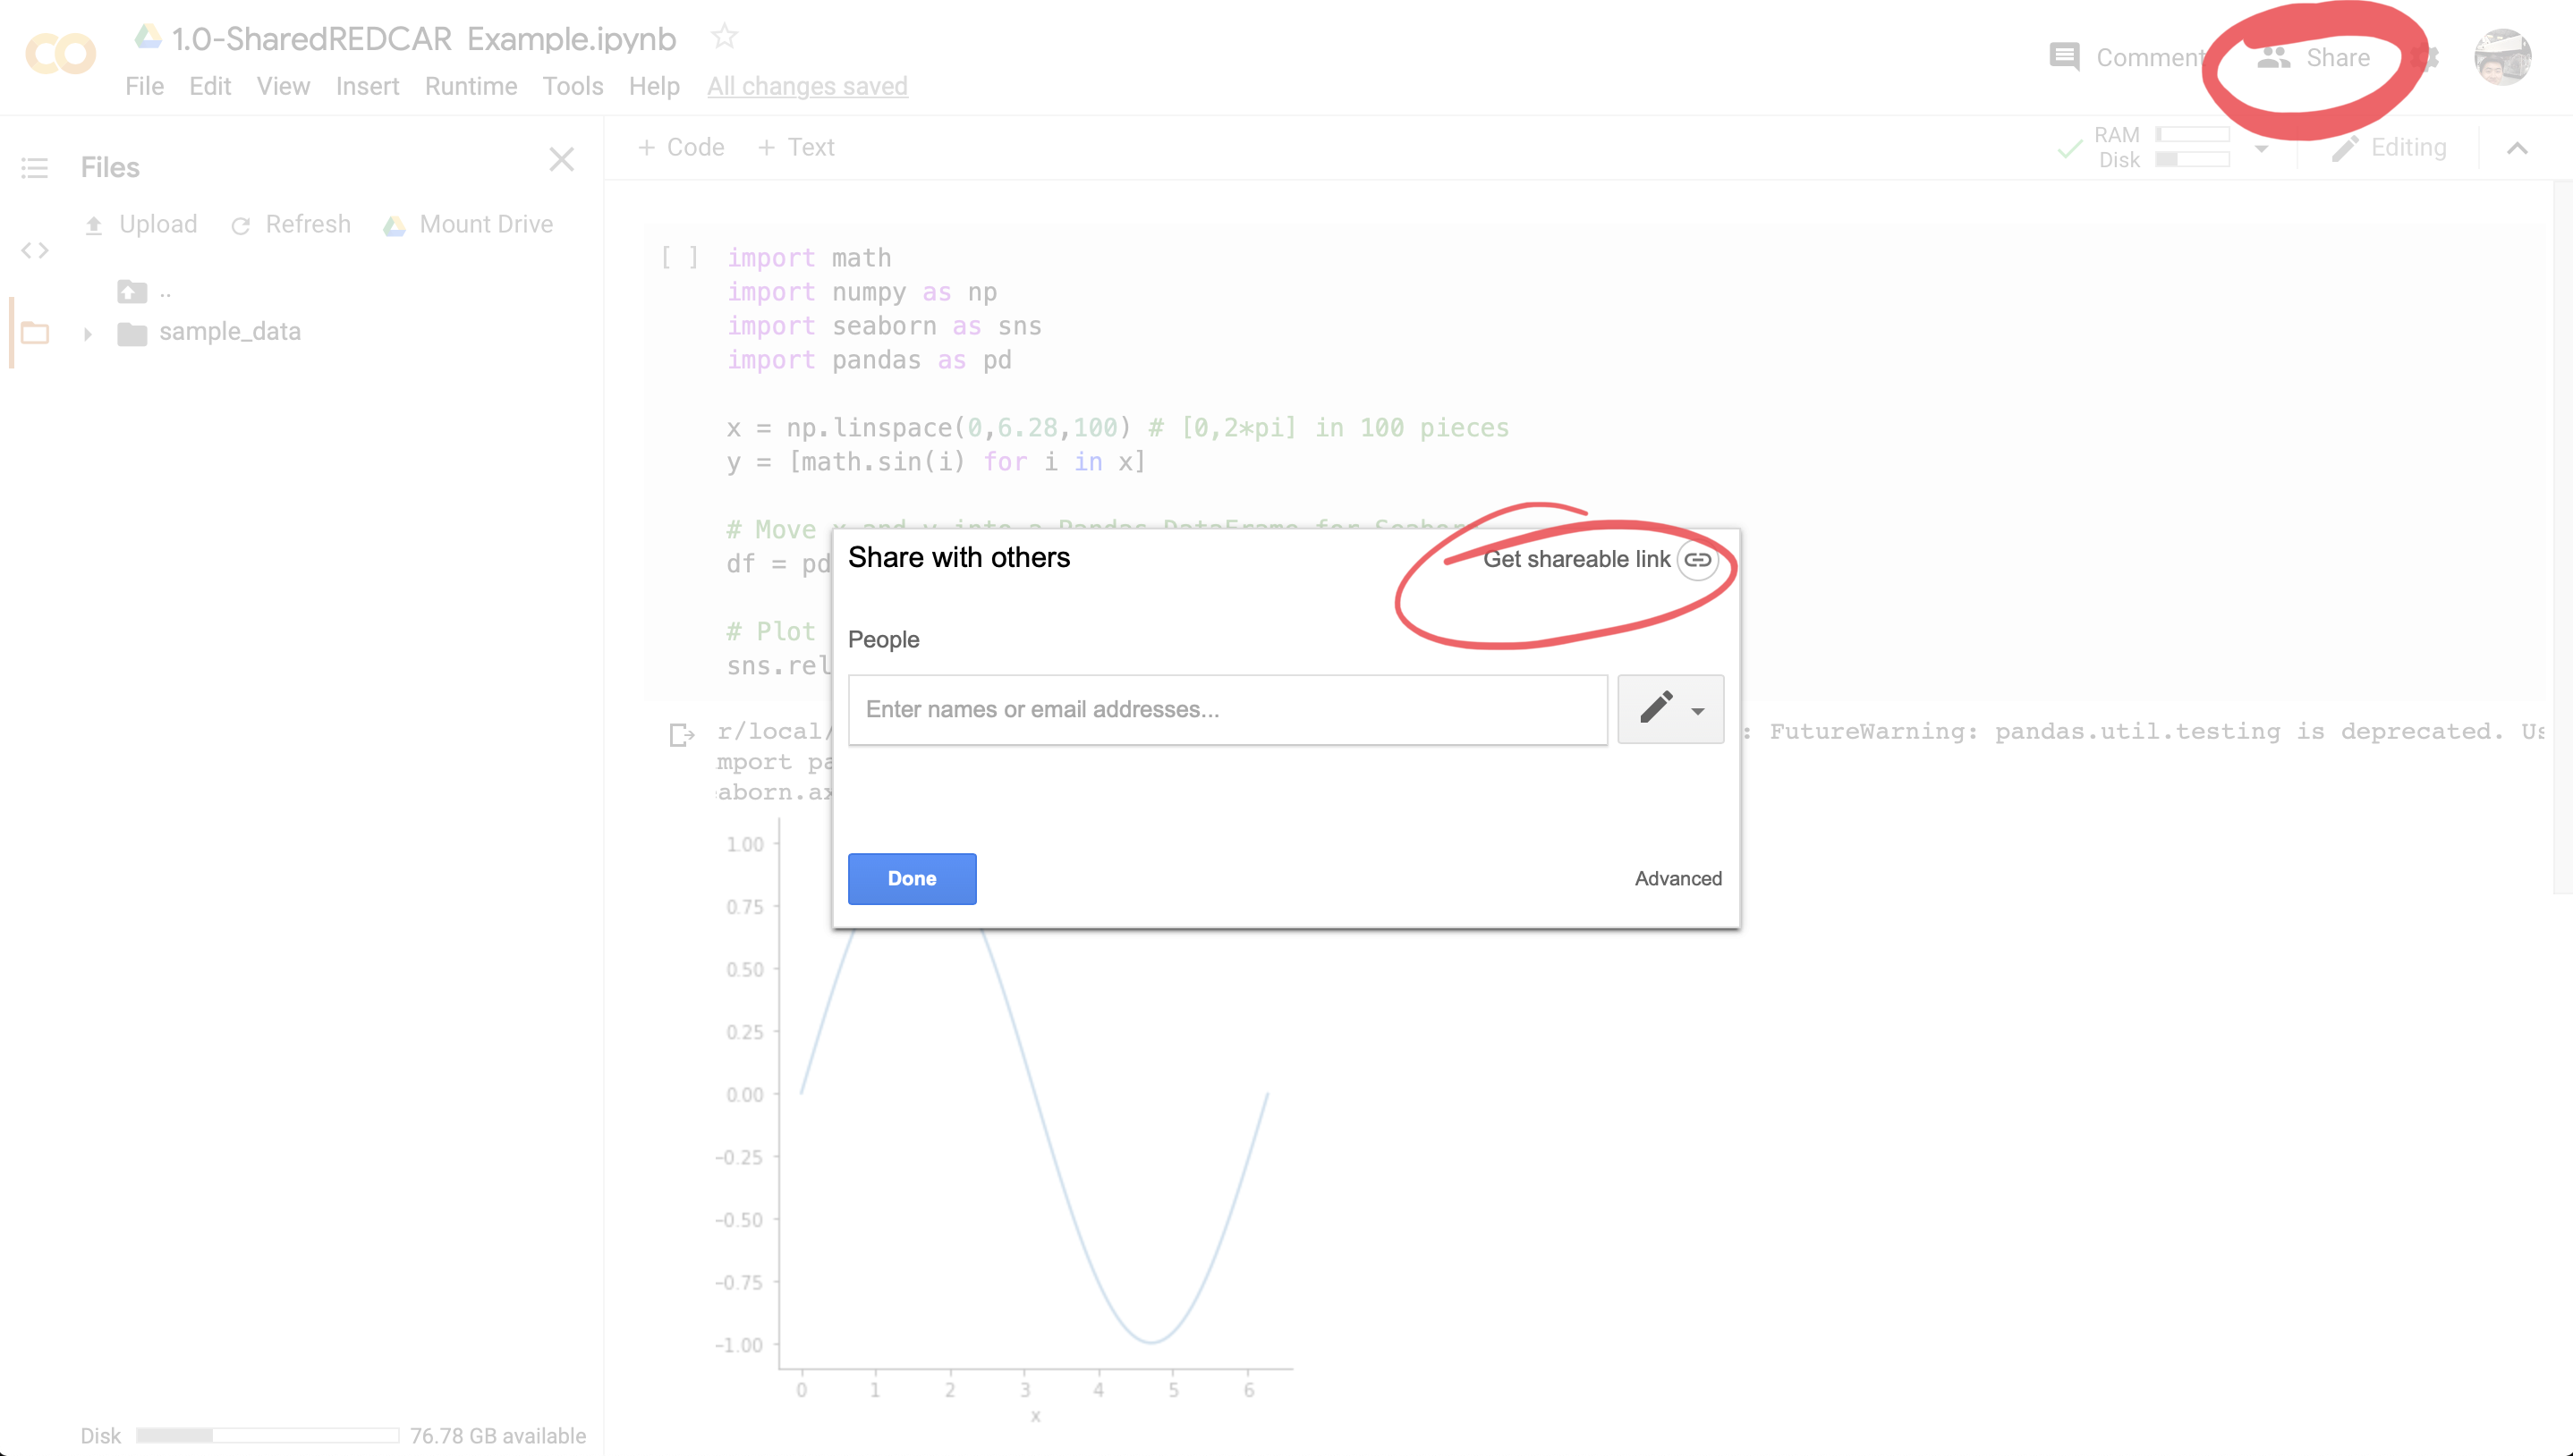 1.0-SharedREDCAR Example.ipynb
File Edit View Insert Runtime Tools Help All changes saved
Comment Share
Files
+ Code + Text
RAM
Disk
Editing
Upload Refresh Mount Drive
..
sample_data
[ ] import math
import numpy as np
import seaborn as sns
import pandas as pd
x = np.linspace(0,6.28,100) # [0,2*pi] in 100 pieces
y = [math.sin(i) for i in x]
# Move x and y into a Pandas DataFrame for Seaborn
df = pd
# Plot
sns.rel
Share with others
Get shareable link
People
Enter names or email addresses...
Done
Advanced
r/local/ : FutureWarning: pandas.util.testing is deprecated. Us
mport pa
aborn.ax
1.00
0.75
0.50
0.25
0.00
-0.25
-0.50
-0.75
-1.00
0 1 2 3 4 5 6
x
Disk 76.78 GB available